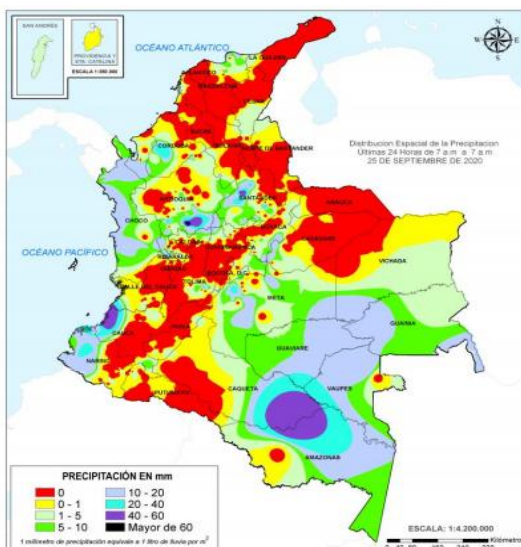 SAN ANDRÉS
PROVIDENCIA Y
STA. CATALINA
ESCALA 1:500.000
OCÉANO ATLÁNTICO
N
W
E
S
Distribucion Espacial de la Precipitacion
Últimas 24 Horas de 7 a.m a 7 a.m
25 DE SEPTIEMBRE DE 2020
LA GUAJIRA
MAGDALENA
CESAR
SUCRE
CORDOBA
BOLIVAR
NORTE DE SANTANDER
ANTIOQUIA
SANTANDER
ARAUCA
CHOCO
BOYACA
CASANARE
OCÉANO PACÍFICO
CALDAS
CUNDINAMARCA
RISARALDA
VICHADA
BOGOTA, D.C.
TOLIMA
VALLE DEL CAUCA
META
CAUCA
HUILA
GUAINIA
GUAVIARE
NARIÑO
CAQUETA
VAUPES
PUTUMAYO
AMAZONAS
PRECIPITACIÓN EN mm
0
10 - 20
0 - 1
20 - 40
1 - 5
40 - 60
5 - 10
Mayor de 60
1 milimetro de precipitación equivale a 1 litro de lluvia por m²
ESCALA: 1:4.200.000